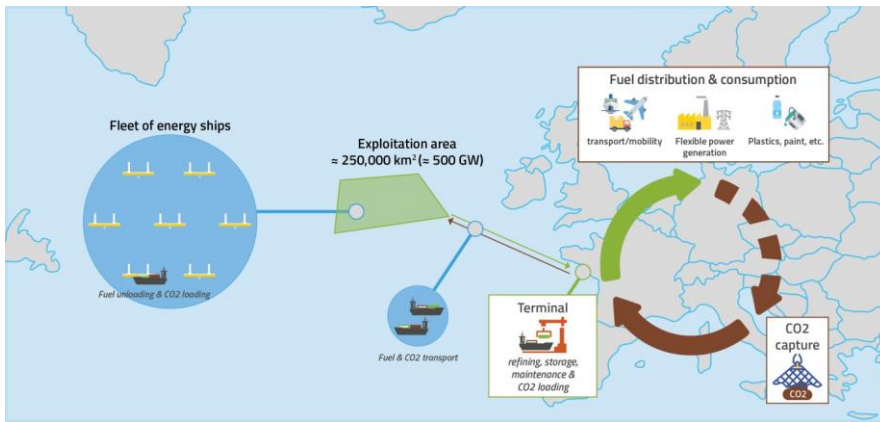 Fleet of energy ships
Fuel unloading & CO2 loading
Exploitation area
≈ 250,000 km² (≈ 500 GW)
Fuel & CO2 transport
Terminal
refining, storage,
maintenance &
CO2 loading
Fuel distribution & consumption
transport/mobility
Flexible power
generation
Plastics, paint, etc.
CO2
capture
CO2